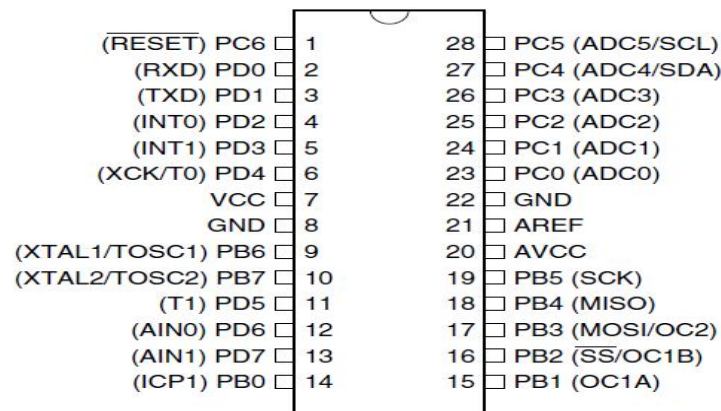 (RESET) PC6 1 28 PC5 (ADC5/SCL)
(RXD) PD0 2 27 PC4 (ADC4/SDA)
(TXD) PD1 3 26 PC3 (ADC3)
(INT0) PD2 4 25 PC2 (ADC2)
(INT1) PD3 5 24 PC1 (ADC1)
(XCK/T0) PD4 6 23 PC0 (ADC0)
VCC 7 22 GND
GND 8 21 AREF
(XTAL1/TOSC1) PB6 9 20 AVCC
(XTAL2/TOSC2) PB7 10 19 PB5 (SCK)
(T1) PD5 11 18 PB4 (MISO)
(AIN0) PD6 12 17 PB3 (MOSI/OC2)
(AIN1) PD7 13 16 PB2 (SS/OC1B)
(ICP1) PB0 14 15 PB1 (OC1A)